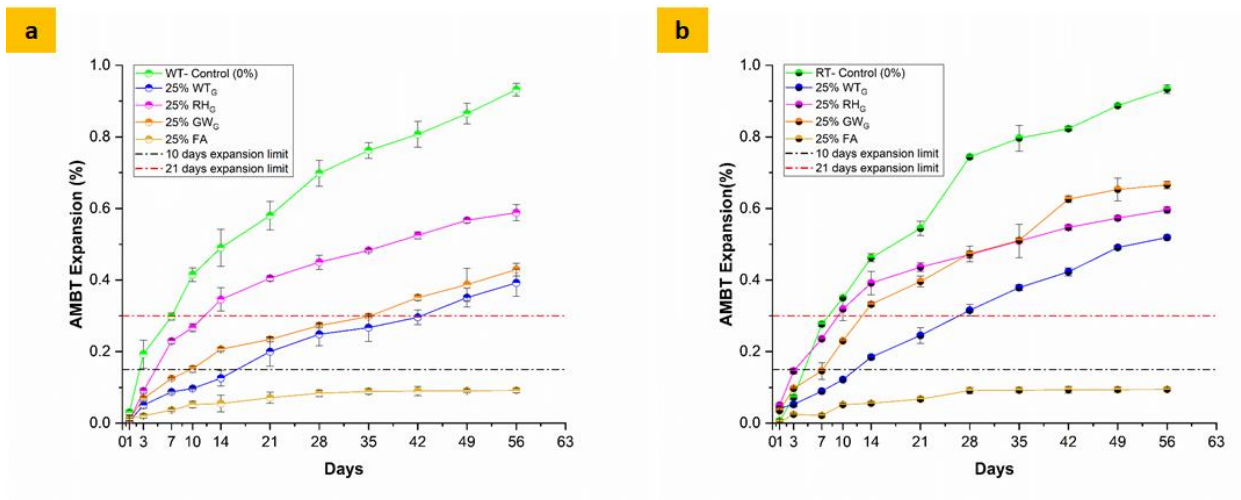 a
AMBT Expansion (%)
1.0
0.8
0.6
0.4
0.2
0.0
WT- Control (0%)
25% WTG
25% RHG
25% GWG
25% FA
10 days expansion limit
21 days expansion limit
01 3 7 10 14 21 28 35 42 49 56 63
Days
b
AMBT Expansion(%)
1.0
0.8
0.6
0.4
0.2
0.0
RT- Control (0%)
25% WTG
25% RHG
25% GWG
25% FA
10 days expansion limit
21 days expansion limit
01 3 7 10 14 21 28 35 42 49 56 63
Days